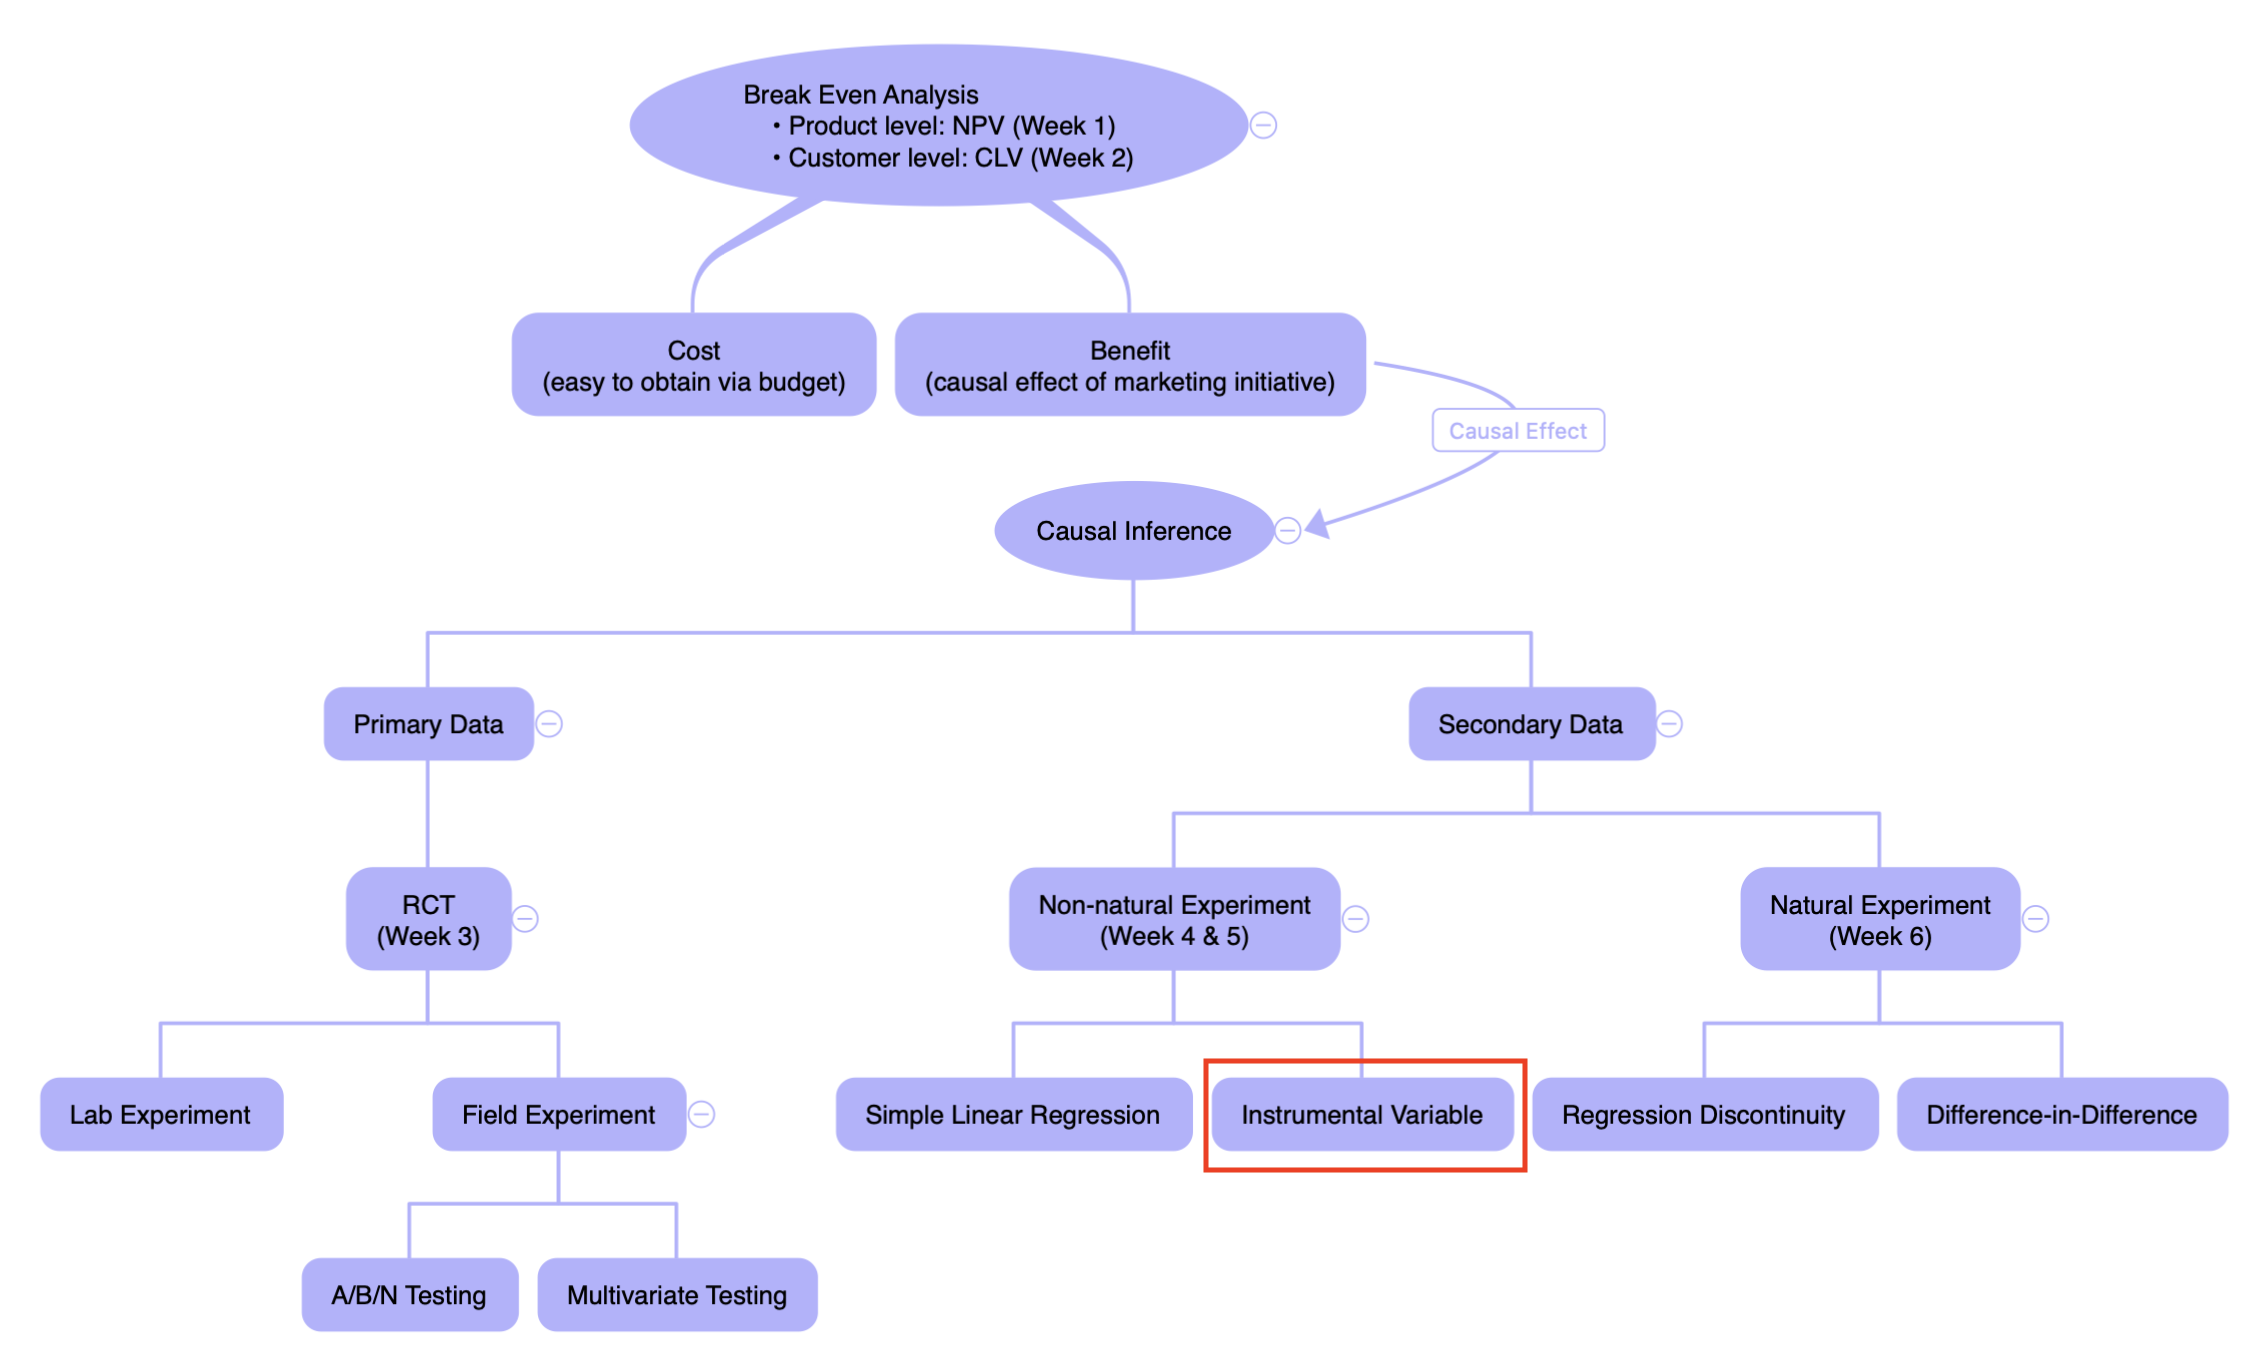 Break Even Analysis
• Product level: NPV (Week 1)
• Customer level: CLV (Week 2)
Cost
(easy to obtain via budget)
Benefit
(causal effect of marketing initiative)
Causal Effect
Causal Inference
Primary Data
Secondary Data
RCT
(Week 3)
Non-natural Experiment
(Week 4 & 5)
Natural Experiment
(Week 6)
Lab Experiment
Field Experiment
Simple Linear Regression
Instrumental Variable
Regression Discontinuity
Difference-in-Difference
A/B/N Testing
Multivariate Testing